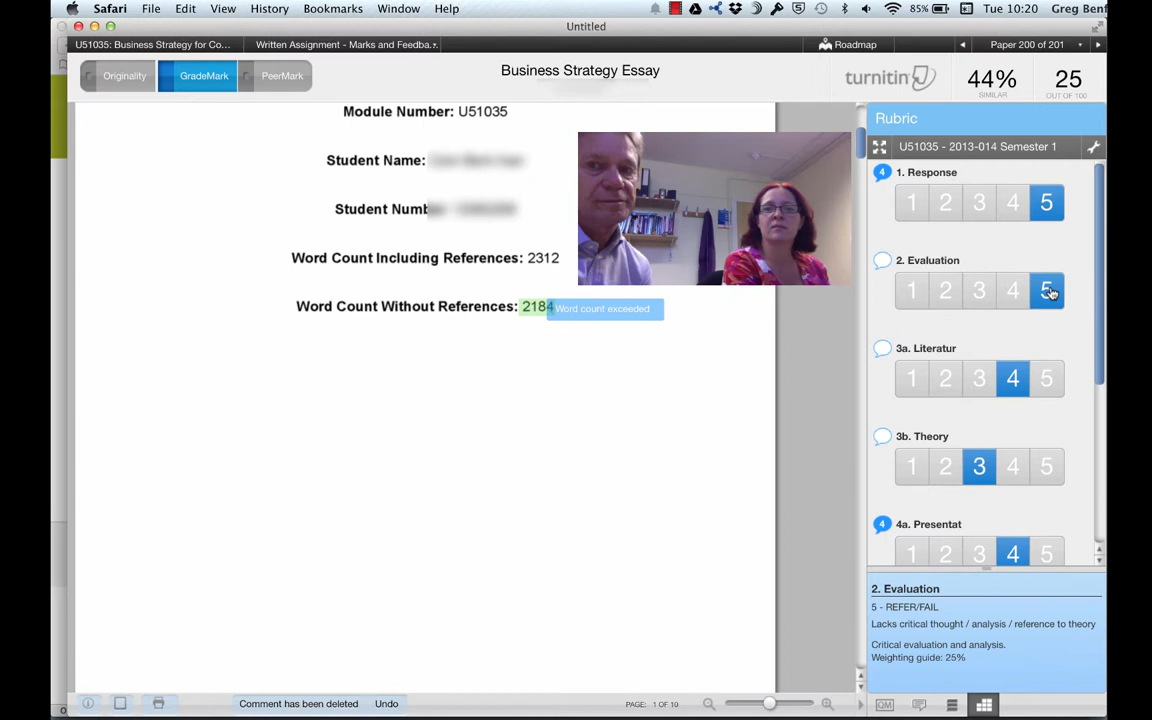 Safari File Edit View History Bookmarks Window Help 85% Tue 10:20 Greg Benf
Untitled
U51035: Business Strategy for Co... Written Assignment - Marks and Feedba... Roadmap Paper 200 of 201
Originality GradeMark PeerMark
Business Strategy Essay
turnitin
44%
SIMILAR
25
OUT OF 100
Module Number: U51035
Student Name:
Student Numb
Word Count Including References: 2312
Word Count Without References: 2184
Word count exceeded
Rubric
U51035 - 2013-014 Semester 1
4 1. Response
1 2 3 4 5
2. Evaluation
1 2 3 4 5
3a. Literatur
1 2 3 4 5
3b. Theory
1 2 3 4 5
4 4a. Presentat
1 2 3 4 5
2. Evaluation
5 - REFER/FAIL
Lacks critical thought / analysis / reference to theory
Critical evaluation and analysis.
Weighting guide: 25%
Comment has been deleted Undo
PAGE: 1 OF 19
QM